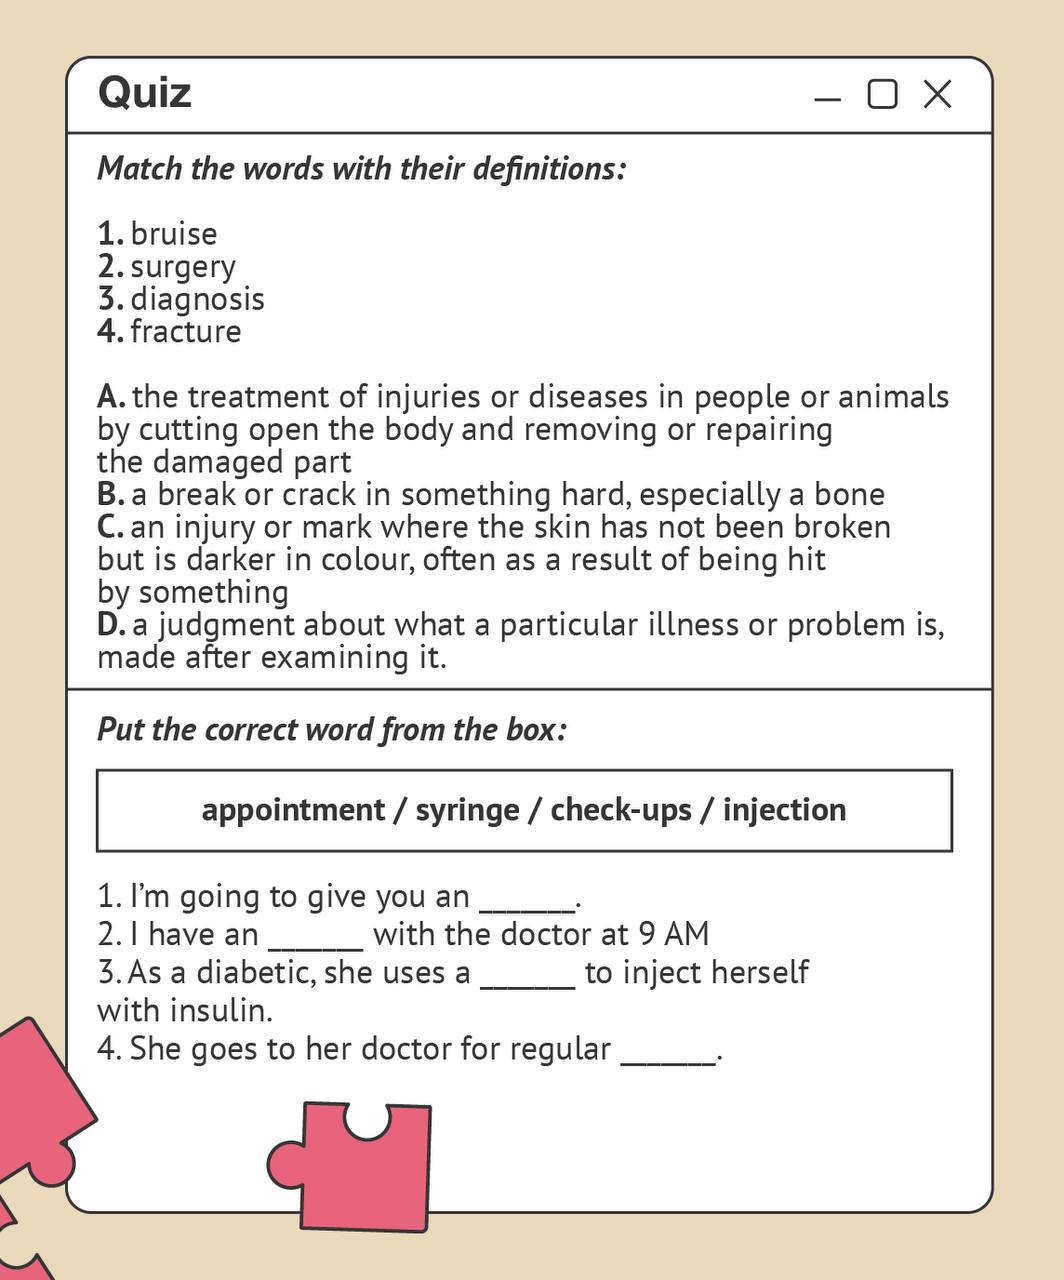 Quiz
Match the words with their definitions:
1. bruise
2. surgery
3. diagnosis
4. fracture
A. the treatment of injuries or diseases in people or animals
by cutting open the body and removing or repairing
the damaged part
B. a break or crack in something hard, especially a bone
C. an injury or mark where the skin has not been broken
but is darker in colour, often as a result of being hit
by something
D. a judgment about what a particular illness or problem is,
made after examining it.
Put the correct word from the box:
appointment / syringe / check-ups / injection
1. I’m going to give you an _______.
2. I have an _______ with the doctor at 9 AM
3. As a diabetic, she uses a _______ to inject herself
with insulin.
4. She goes to her doctor for regular _______.